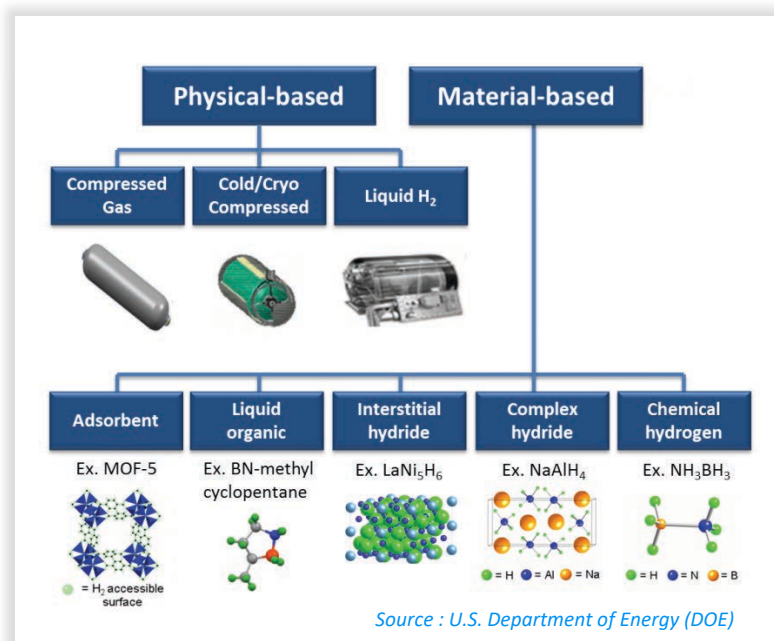 Physical-based
Material-based
Compressed
Gas
Cold/Cryo
Compressed
Liquid H₂
Adsorbent
Liquid
organic
Interstitial
hydride
Complex
hydride
Chemical
hydrogen
Ex. MOF-5
Ex. BN-methyl
cyclopentane
Ex. LaNi₅H₆
Ex. NaAlH₄
Ex. NH₃BH₃
= H₂ accessible
surface
= H = Al = Na
= H = N = B
Source : U.S. Department of Energy (DOE)